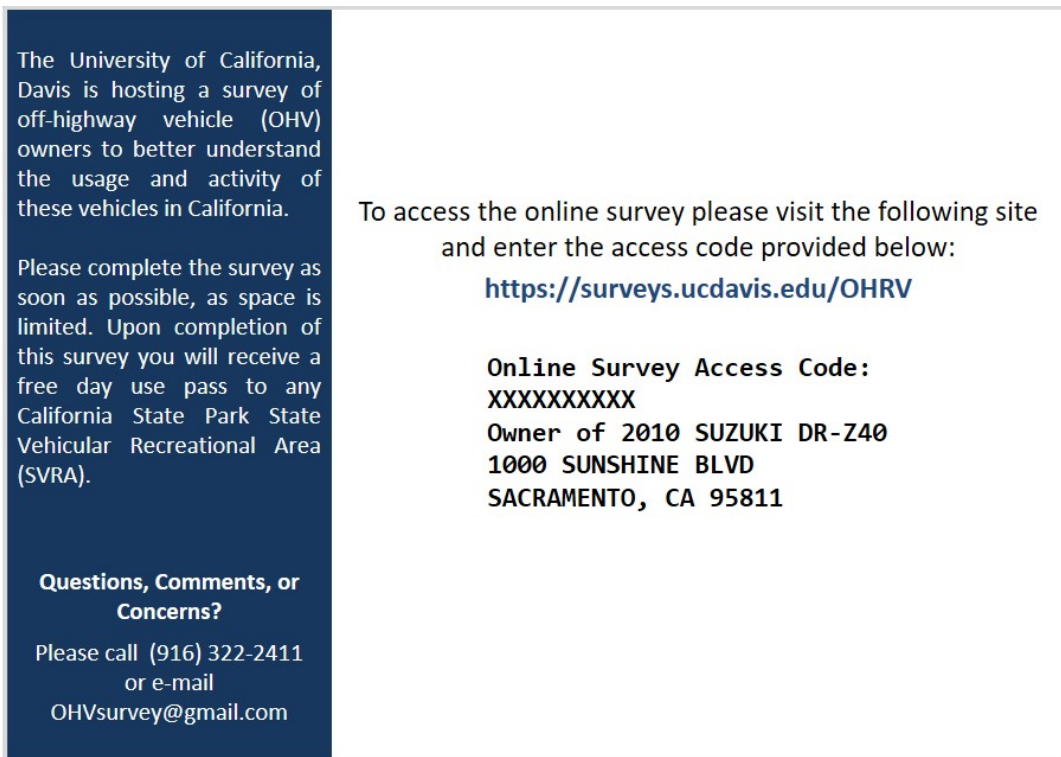 The University of California,
Davis is hosting a survey of
off-highway vehicle (OHV)
owners to better understand
the usage and activity of
these vehicles in California.
Please complete the survey as
soon as possible, as space is
limited. Upon completion of
this survey you will receive a
free day use pass to any
California State Park State
Vehicular Recreational Area
(SVRA).
Questions, Comments, or
Concerns?
Please call (916) 322-2411
or e-mail
OHVsurvey@gmail.com
To access the online survey please visit the following site
and enter the access code provided below:
https://surveys.ucdavis.edu/OHRV
Online Survey Access Code:
XXXXXXXXXX
Owner of 2010 SUZUKI DR-Z40
1000 SUNSHINE BLVD
SACRAMENTO, CA 95811